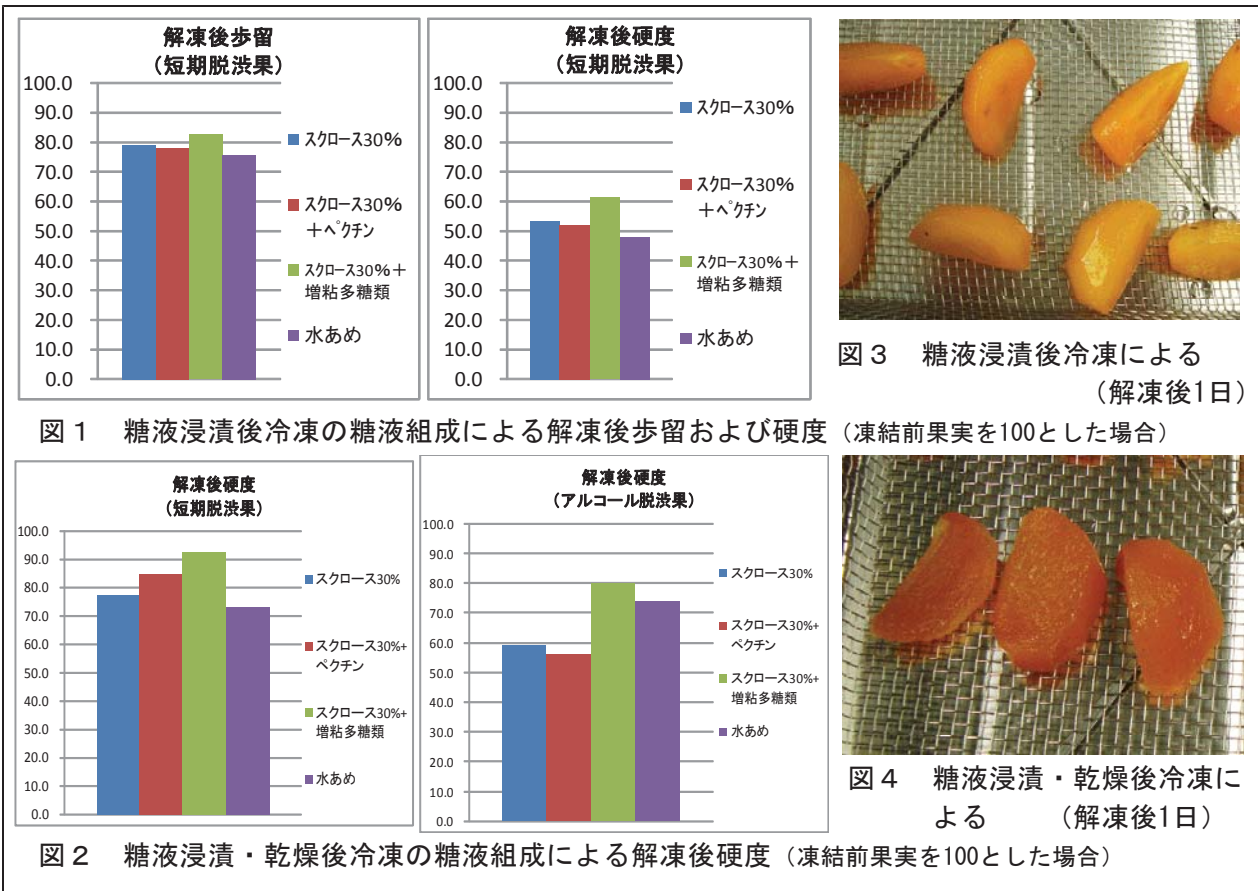 解凍後歩留
（短期脱渋果）
100.0
90.0
80.0
70.0
60.0
50.0
40.0
30.0
20.0
10.0
0.0
スクロース30%
スクロース30%
＋ペクチン
スクロース30%＋
増粘多糖類
水あめ
解凍後硬度
（短期脱渋果）
100.0
90.0
80.0
70.0
60.0
50.0
40.0
30.0
20.0
10.0
0.0
スクロース30%
スクロース30%
＋ペクチン
スクロース30%＋
増粘多糖類
水あめ
図３　糖液浸漬後冷凍による
（解凍後1日）
図１　糖液浸漬後冷凍の糖液組成による解凍後歩留および硬度（凍結前果実を100とした場合）
解凍後硬度
（短期脱渋果）
100.0
90.0
80.0
70.0
60.0
50.0
40.0
30.0
20.0
10.0
0.0
スクロース30%
スクロース30%+
ペクチン
スクロース30%+
増粘多糖類
水あめ
解凍後硬度
（アルコール脱渋果）
100.0
90.0
80.0
70.0
60.0
50.0
40.0
30.0
20.0
10.0
0.0
スクロース30%
スクロース30%+
ペクチン
スクロース30%+
増粘多糖類
水あめ
図４　糖液浸漬・乾燥後冷凍に
よる　（解凍後1日）
図２　糖液浸漬・乾燥後冷凍の糖液組成による解凍後硬度（凍結前果実を100とした場合）